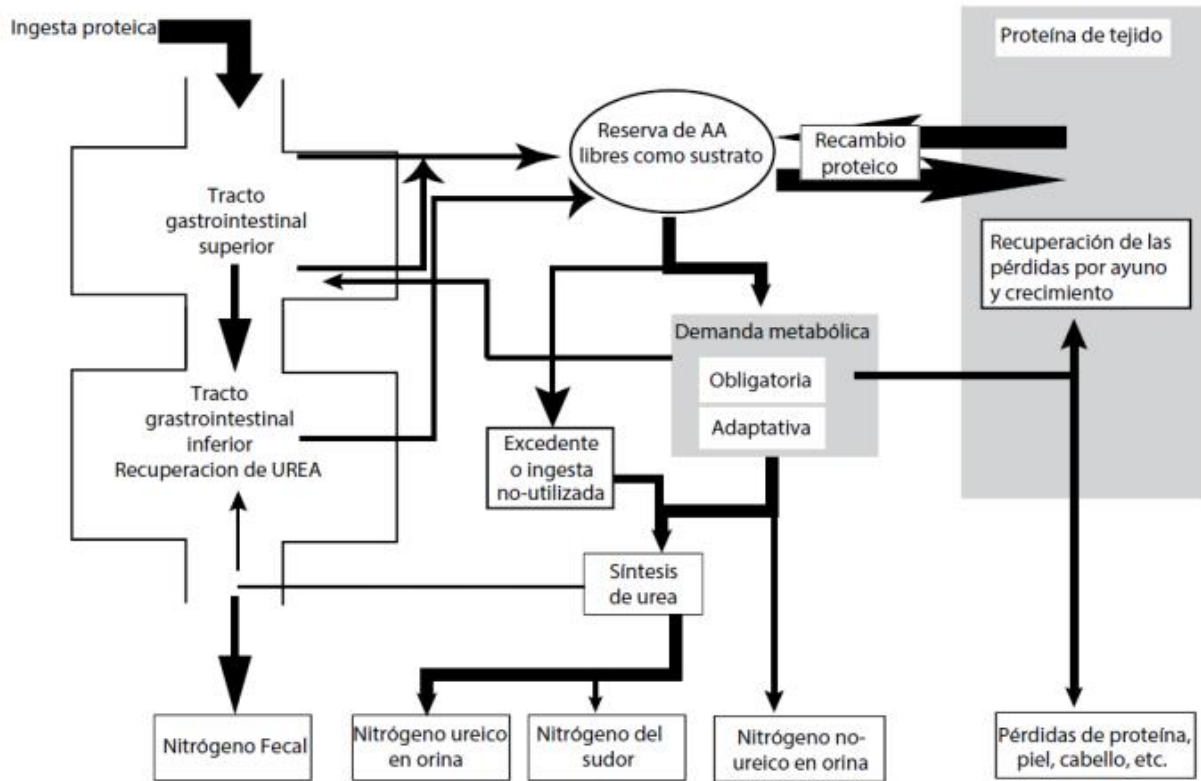 Ingesta proteica
Proteína de tejido
Reserva de AA
libres como sustrato
Recambio
proteico
Tracto
gastrointestinal
superior
Recuperación de las
pérdidas por ayuno
y crecimiento
Demanda metabólica
Obligatoria
Adaptativa
Tracto
grastrointestinal
inferior
Recuperacion de UREA
Excedente
o ingesta
no-utilizada
Síntesis
de urea
Nitrógeno Fecal
Nitrógeno ureico
en orina
Nitrógeno del
sudor
Nitrógeno no-
ureico en orina
Pérdidas de proteína,
piel, cabello, etc.